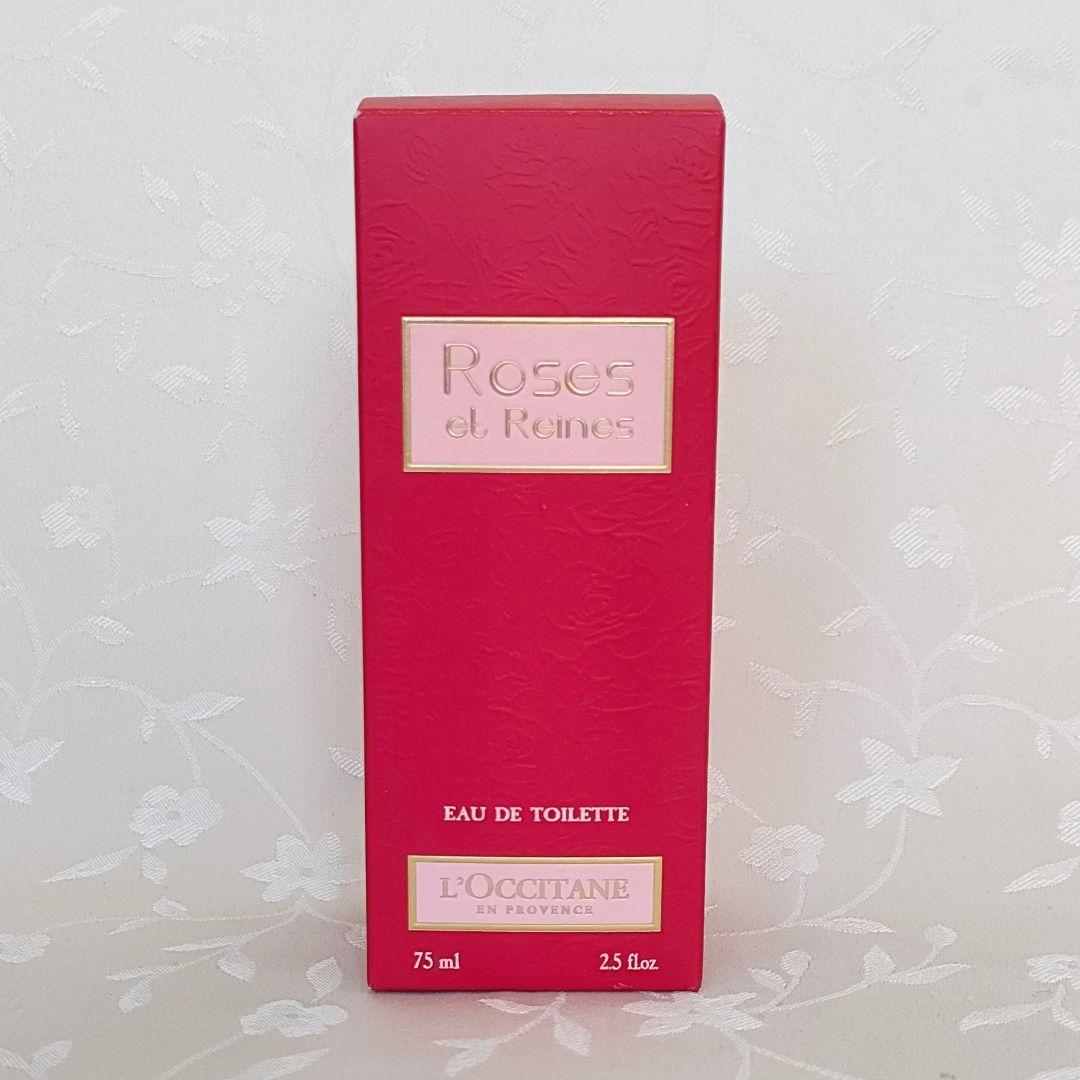 Roses
et Reines
EAU DE TOILETTE
L'OCCITANE
EN PROVENCE
75 ml 2.5 fl.oz.